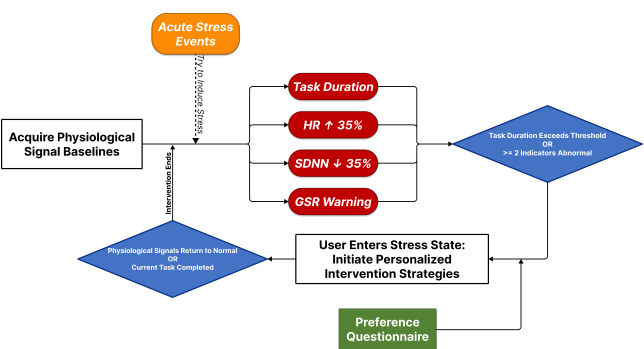 Acute Stress
Events
Try to Induce Stress
Task Duration
HR ↑ 35%
SDNN ↓ 35%
GSR Warning
Acquire Physiological
Signal Baselines
Task Duration Exceeds Threshold
OR
>= 2 Indicators Abnormal
Intervention Ends
Physiological Signals Return to Normal
OR
Current Task Completed
User Enters Stress State:
Initiate Personalized
Intervention Strategies
Preference
Questionnaire